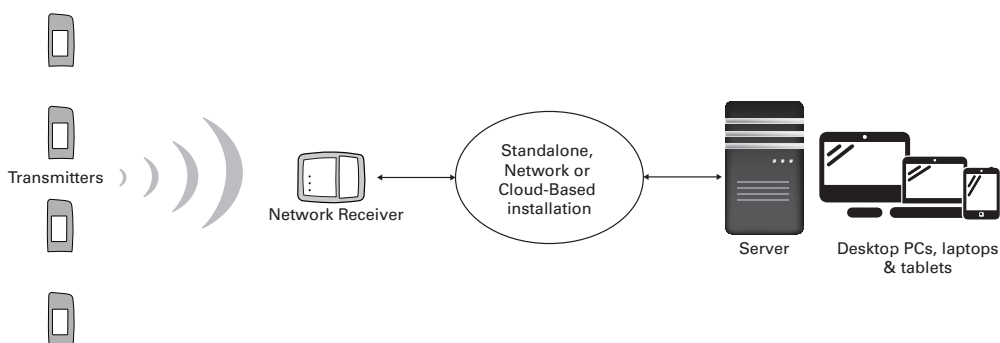 Transmitters
Network Receiver
Standalone,
Network or
Cloud-Based
installation
Server
Desktop PCs, laptops
& tablets